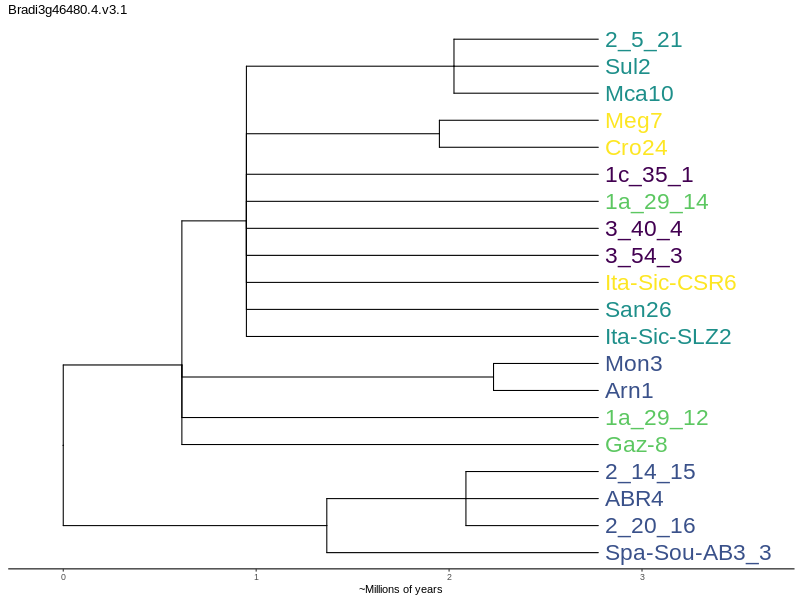 Bradi3g46480.4.v3.1
2_5_21
Sul2
Mca10
Meg7
Cro24
1c_35_1
1a_29_14
3_40_4
3_54_3
Ita-Sic-CSR6
San26
Ita-Sic-SLZ2
Mon3
Arn1
1a_29_12
Gaz-8
2_14_15
ABR4
2_20_16
Spa-Sou-AB3_3
0 1 2 3
~Millions of years